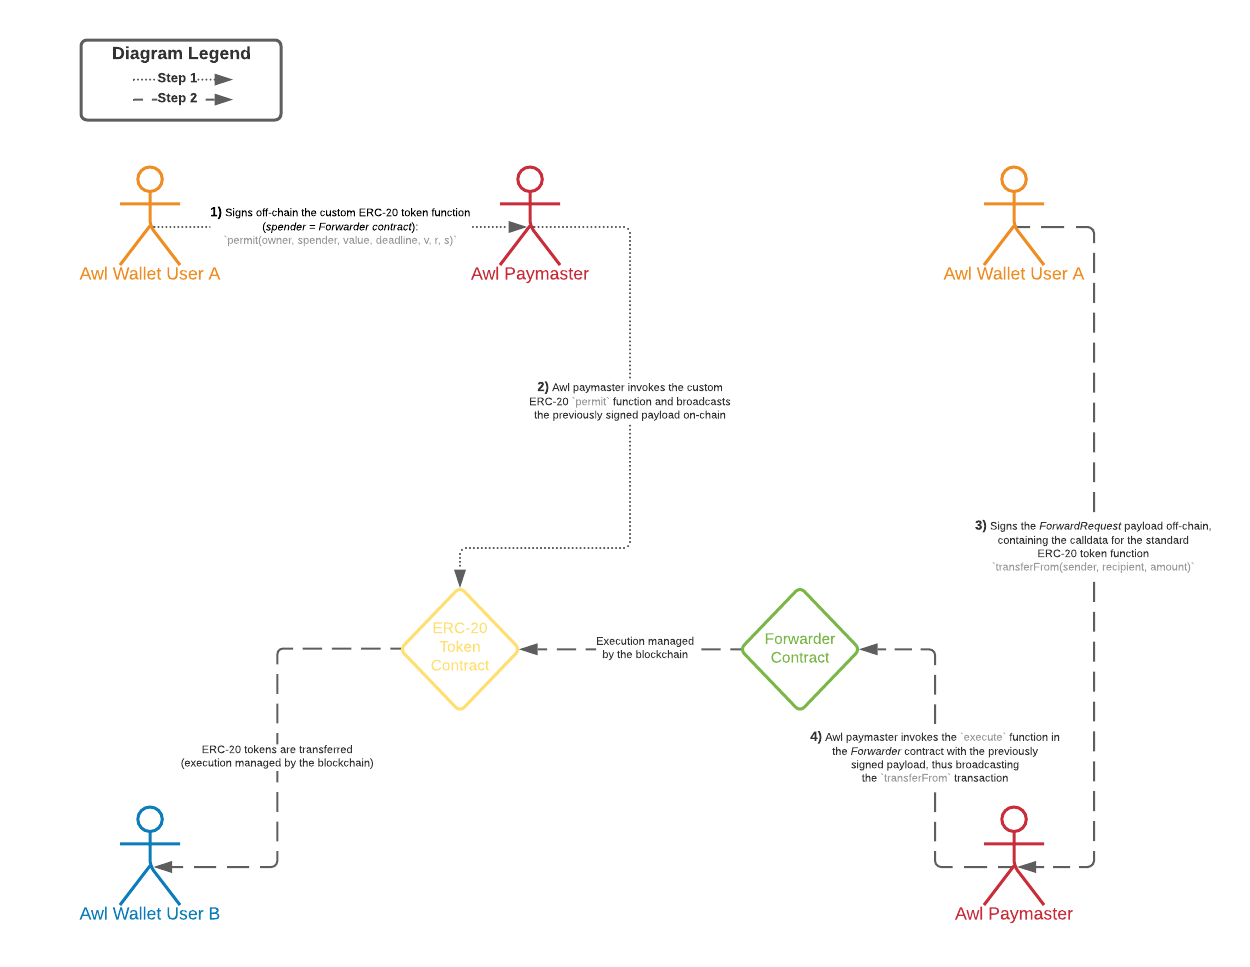 Diagram Legend
Step 1
Step 2
1) Signs off-chain the custom ERC-20 token function
(spender = Forwarder contract):
`permit(owner, spender, value, deadline, v, r, s)`
Awl Wallet User A
Awl Paymaster
Awl Wallet User A
2) Awl paymaster invokes the custom
ERC-20 `permit` function and broadcasts
the previously signed payload on-chain
3) Signs the ForwardRequest payload off-chain,
containing the calldata for the standard
ERC-20 token function
`transferFrom(sender, recipient, amount)`
ERC-20
Token
Contract
Execution managed
by the blockchain
Forwarder
Contract
ERC-20 tokens are transferred
(execution managed by the blockchain)
4) Awl paymaster invokes the `execute` function in
the Forwarder contract with the previously
signed payload, thus broadcasting
the `transferFrom` transaction
Awl Wallet User B
Awl Paymaster